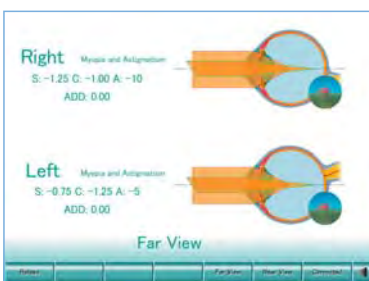 Right Myopia and Astigmatism
S: -1.25 C: -1.00 A: -10
ADD: 0.00
Left Myopia and Astigmatism
S: -0.75 C: -1.25 A: -5
ADD: 0.00
Far View
Far View Near View Corrected